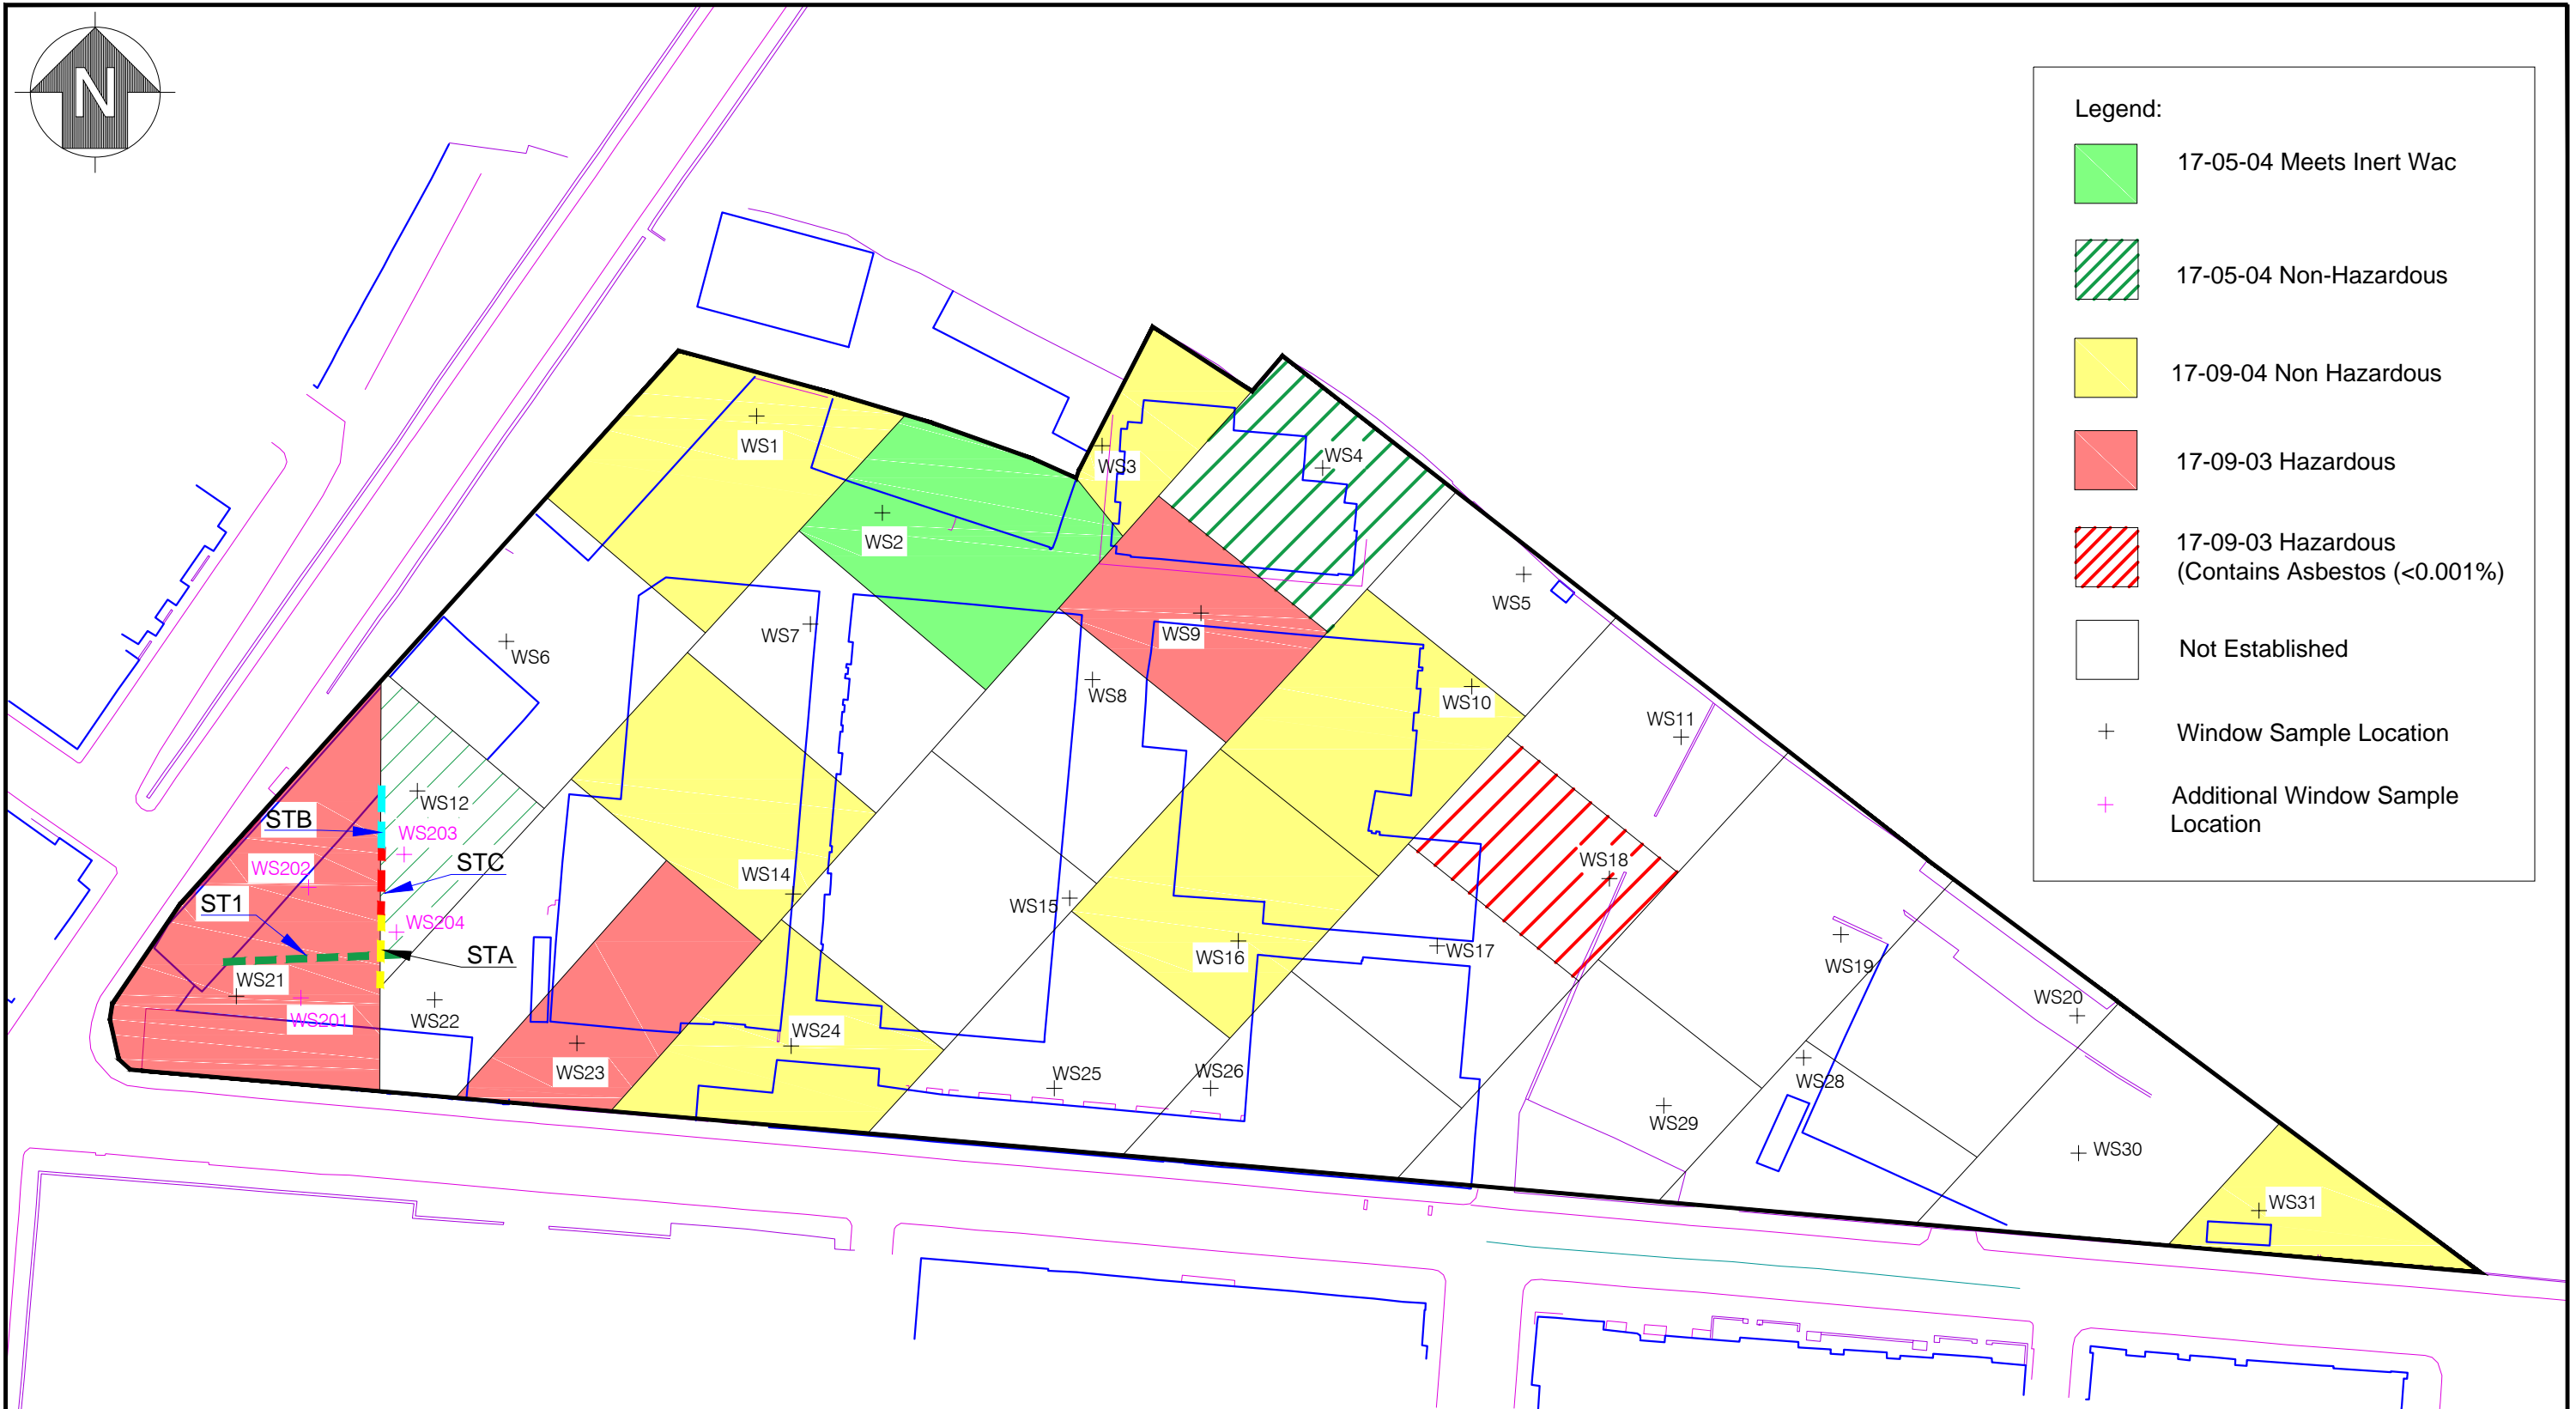 N
Legend:
17-05-04 Meets Inert Wac
17-05-04 Non-Hazardous
17-09-04 Non Hazardous
17-09-03 Hazardous
17-09-03 Hazardous
(Contains Asbestos (<0.001%)
Not Established
Window Sample Location
Additional Window Sample
Location
WS1
WS2
WS3
WS4
WS5
WS6
WS7
WS8
WS9
WS10
WS11
WS12
STB
WS203
WS202
STC
ST1
WS204
STA
WS14
WS15
WS16
WS17
WS18
WS19
WS20
WS21
WS201
WS22
WS23
WS24
WS25
WS26
WS28
WS29
WS30
WS31